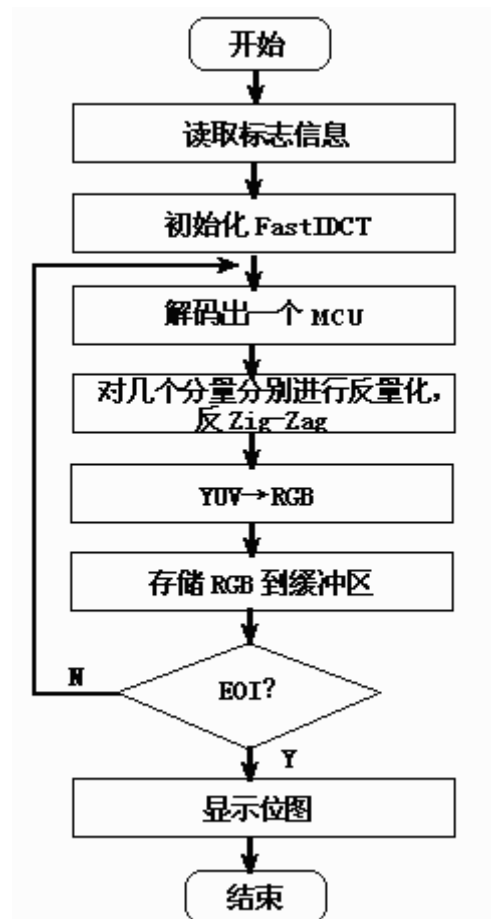 开始
读取标志信息
初始化 FastIDCT
解码出一个 MCU
对几个分量分别进行反量化，
反 Zig-Zag
YUV→RGB
存储 RGB 到缓冲区
EOI?
N
Y
显示位图
结束